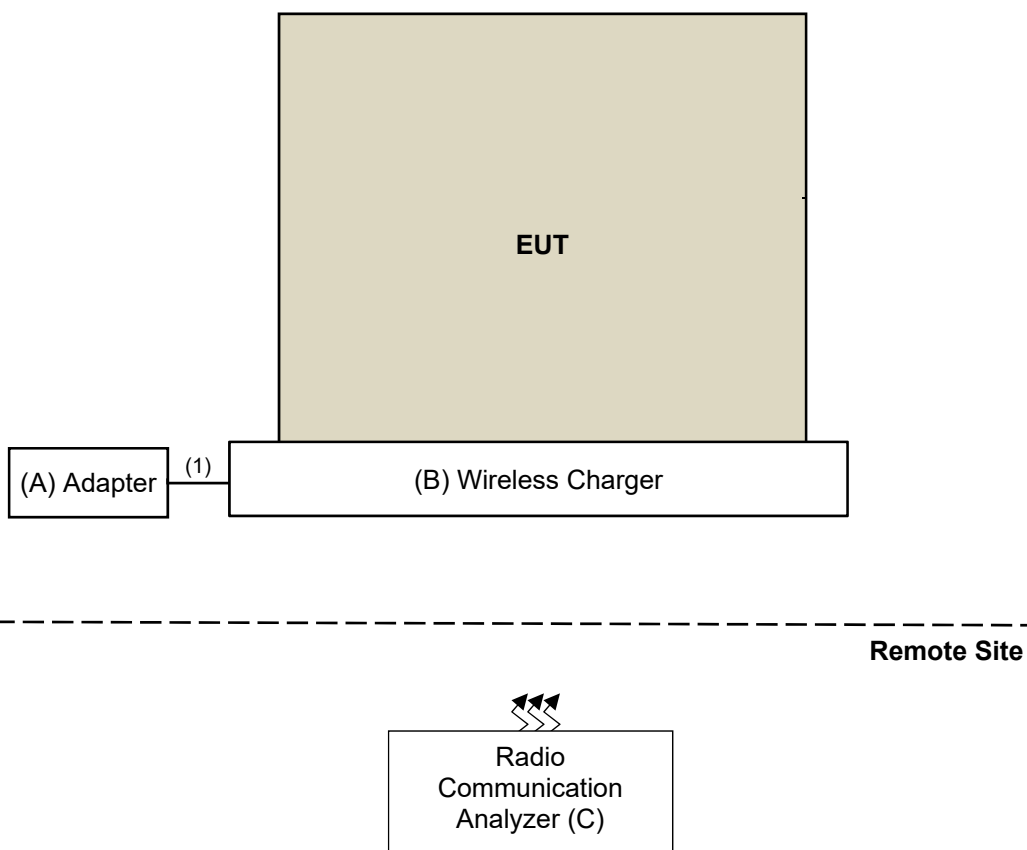 EUT
(A) Adapter
(1)
(B) Wireless Charger
Remote Site
Radio
Communication
Analyzer (C)